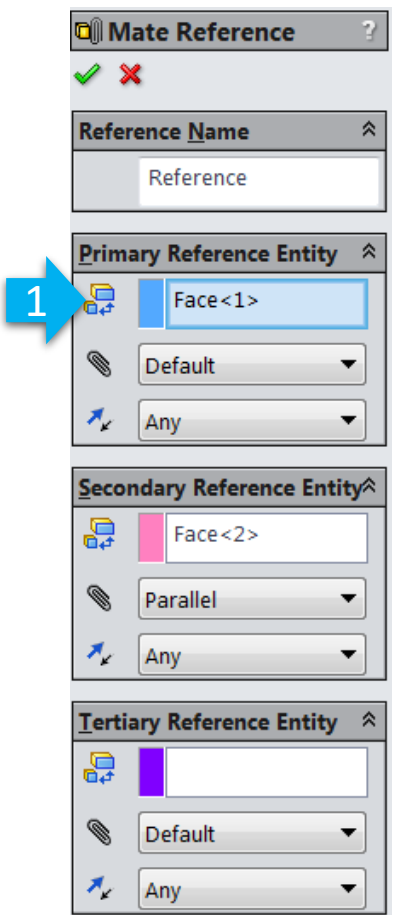 Mate Reference ?
Reference Name
Reference
Primary Reference Entity
1
Face<1>
Default
Any
Secondary Reference Entity
Face<2>
Parallel
Any
Tertiary Reference Entity
Default
Any